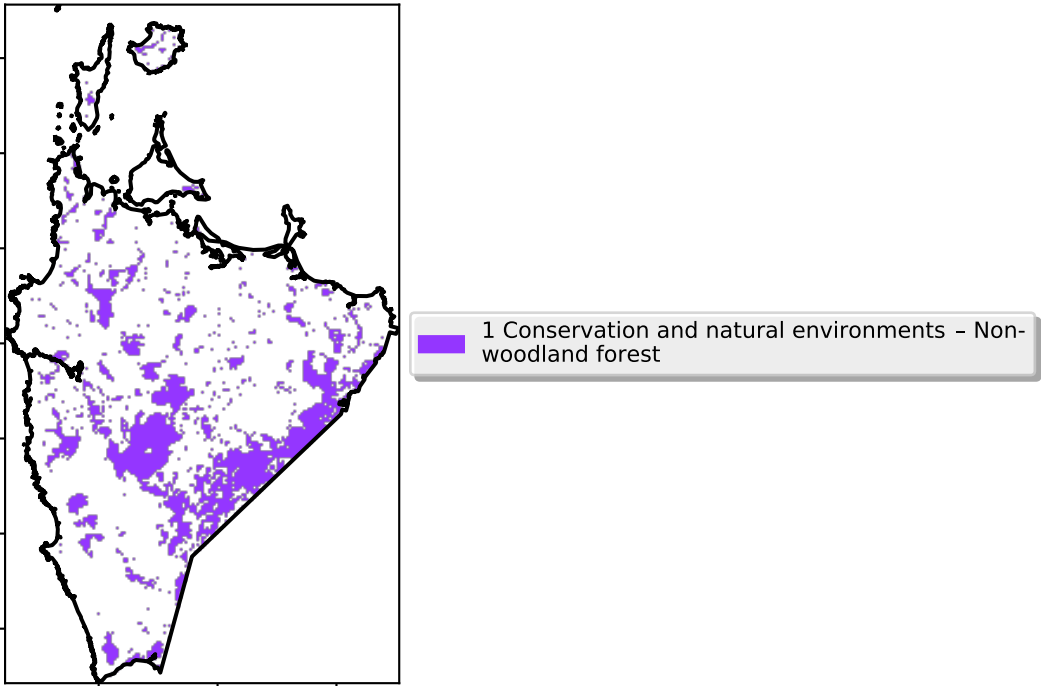 1 Conservation and natural environments – Non-
woodland forest